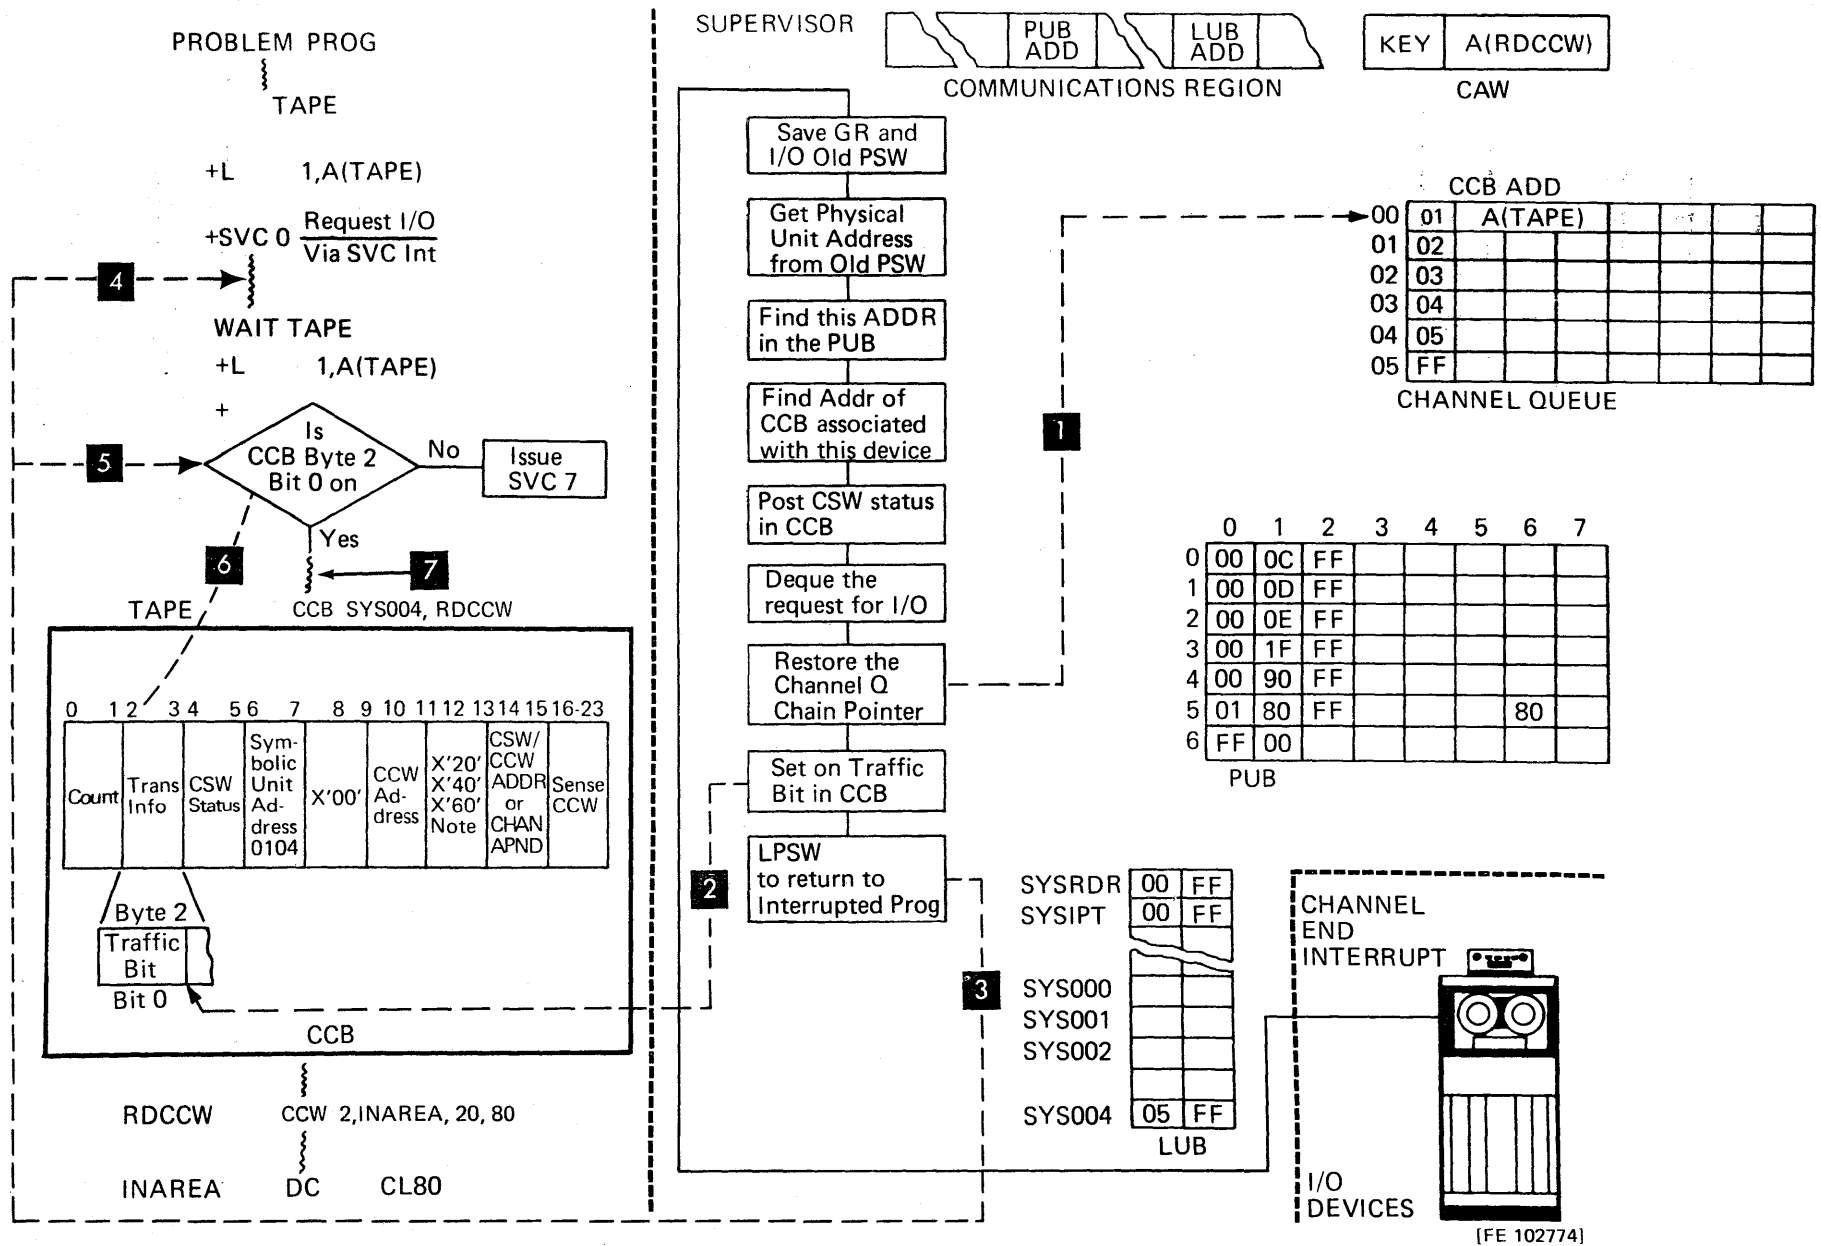 PROBLEM PROG
TAPE
+L 1,A(TAPE)
+SVC 0 Request I/O
Via SVC Int
4
WAIT TAPE
+L 1,A(TAPE)
+
5
Is
CCB Byte 2
Bit 0 on
No
Issue
SVC 7
Yes
6
7
TAPE
CCB SYS004, RDCCW
0 1 2 3 4 5 6 7 8 9 10 11 12 13 14 15 16-23
Count
Trans
Info
CSW
Status
Sym-
bolic
Unit
Ad-
dress
0104
X'00'
CCW
Ad-
dress
X'20'
X'40'
X'60'
Note
CSW/
CCW
ADDR
or
CHAN
APND
Sense
CCW
Byte 2
Traffic
Bit
Bit 0
CCB
RDCCW CCW 2,INAREA, 20, 80
INAREA DC CL80
SUPERVISOR
PUB
ADD
LUB
ADD
COMMUNICATIONS REGION
KEY A(RDCCW)
CAW
Save GR and
I/O Old PSW
Get Physical
Unit Address
from Old PSW
Find this ADDR
in the PUB
Find Addr of
CCB associated
with this device
Post CSW status
in CCB
Deque the
request for I/O
Restore the
Channel Q
Chain Pointer
Set on Traffic
Bit in CCB
LPSW
to return to
Interrupted Prog
1
2
3
CCB ADD
00 01 A(TAPE)
01 02
02 03
03 04
04 05
05 FF
CHANNEL QUEUE
0 1 2 3 4 5 6 7
0 00 0C FF
1 00 0D FF
2 00 0E FF
3 00 1F FF
4 00 90 FF
5 01 80 FF 80
6 FF 00
PUB
SYSRDR 00 FF
SYSIPT 00 FF
SYS000
SYS001
SYS002
SYS004 05 FF
LUB
CHANNEL
END
INTERRUPT
I/O
DEVICES
[FE 102774]